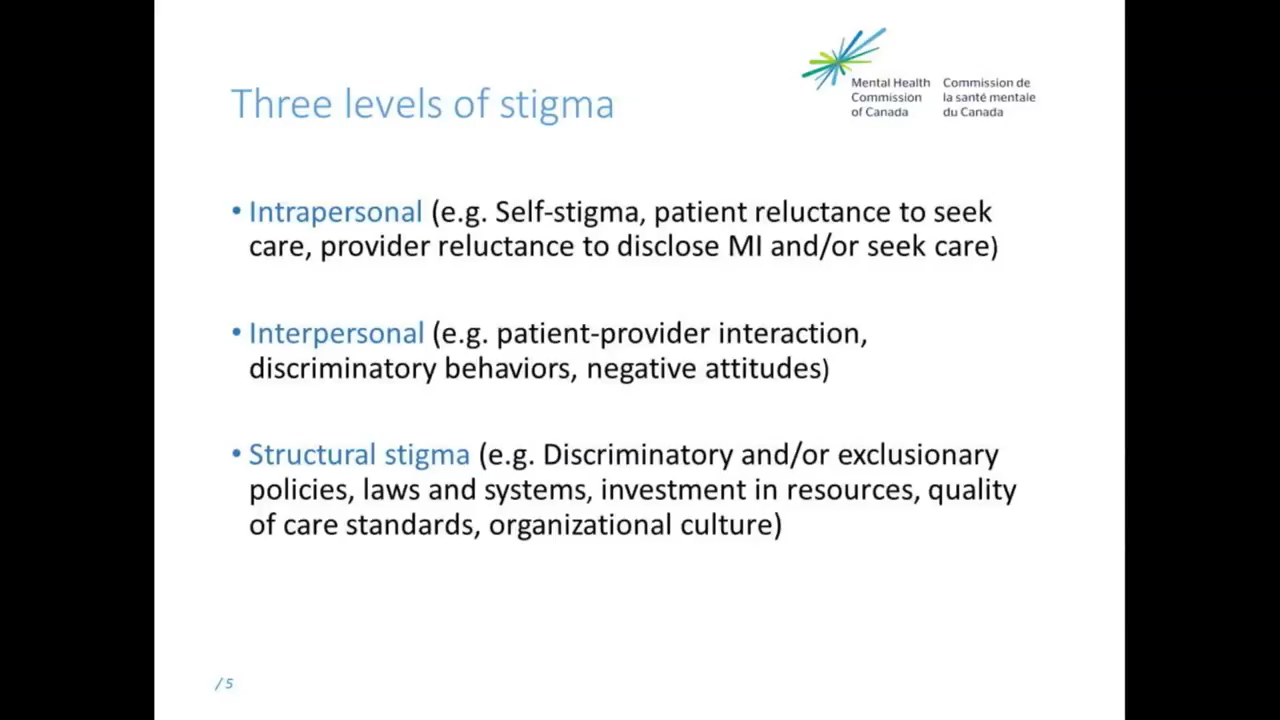 Three levels of stigma
Mental Health
Commission
of Canada
Commission de
la santé mentale
du Canada
• Intrapersonal (e.g. Self-stigma, patient reluctance to seek
care, provider reluctance to disclose MI and/or seek care)
• Interpersonal (e.g. patient-provider interaction,
discriminatory behaviors, negative attitudes)
• Structural stigma (e.g. Discriminatory and/or exclusionary
policies, laws and systems, investment in resources, quality
of care standards, organizational culture)
/ 5